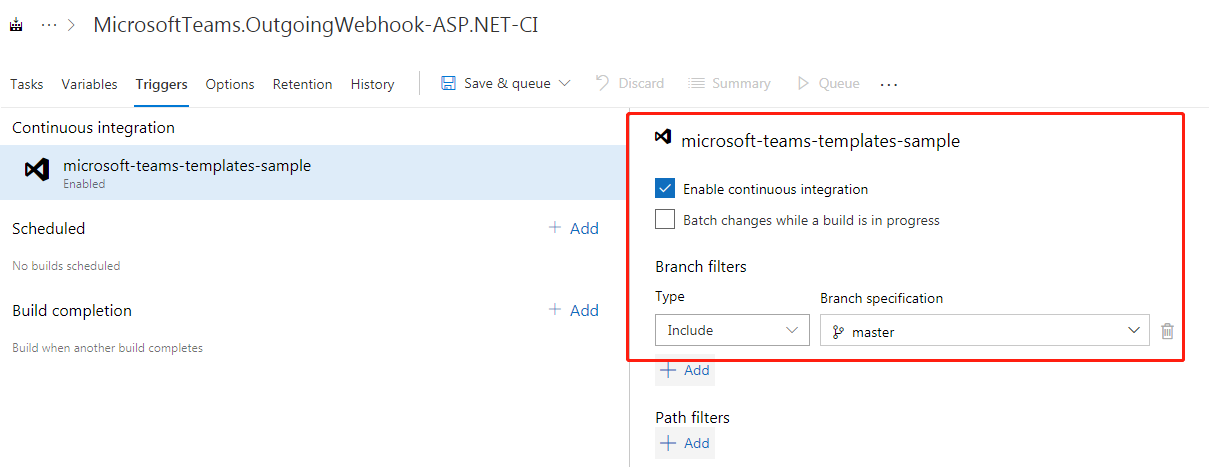 ··· > MicrosoftTeams.OutgoingWebhook-ASP.NET-CI
Tasks Variables Triggers Options Retention History Save & queue Discard Summary Queue ...
Continuous integration
microsoft-teams-templates-sample
Enabled
Scheduled + Add
No builds scheduled
Build completion + Add
Build when another build completes
microsoft-teams-templates-sample
Enable continuous integration
Batch changes while a build is in progress
Branch filters
Type Branch specification
Include master
+ Add
Path filters
+ Add